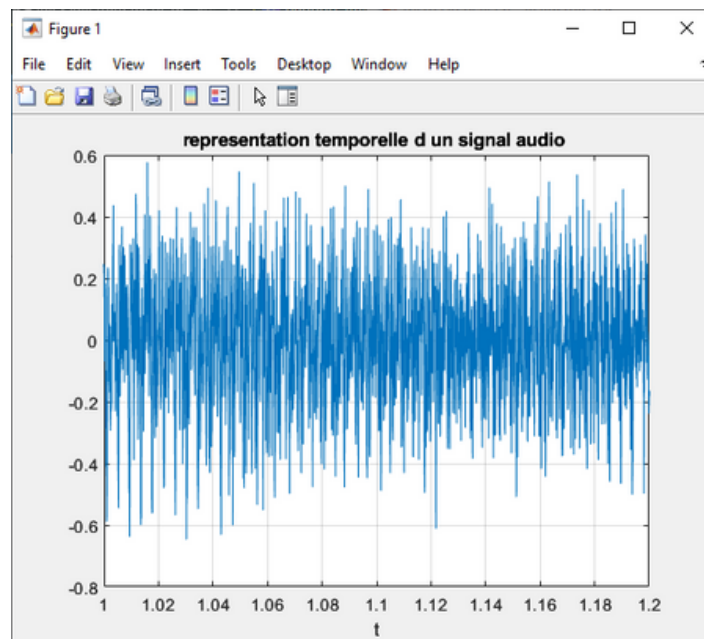 Figure 1
File Edit View Insert Tools Desktop Window Help
representation temporelle d un signal audio
0.6
0.4
0.2
0
-0.2
-0.4
-0.6
-0.8
1 1.02 1.04 1.06 1.08 1.1 1.12 1.14 1.16 1.18 1.2
t